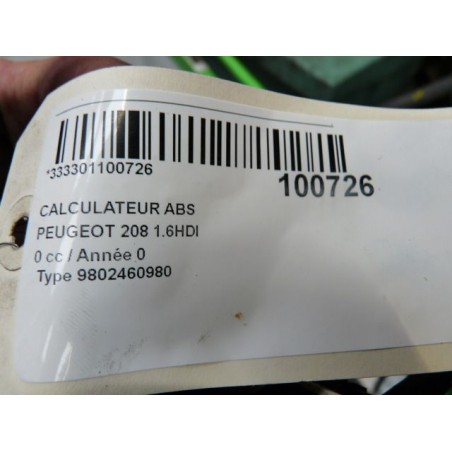 *333301100726
100726
CALCULATEUR ABS
PEUGEOT 208 1.6HDI
0 cc / Année 0
Type 9802460980